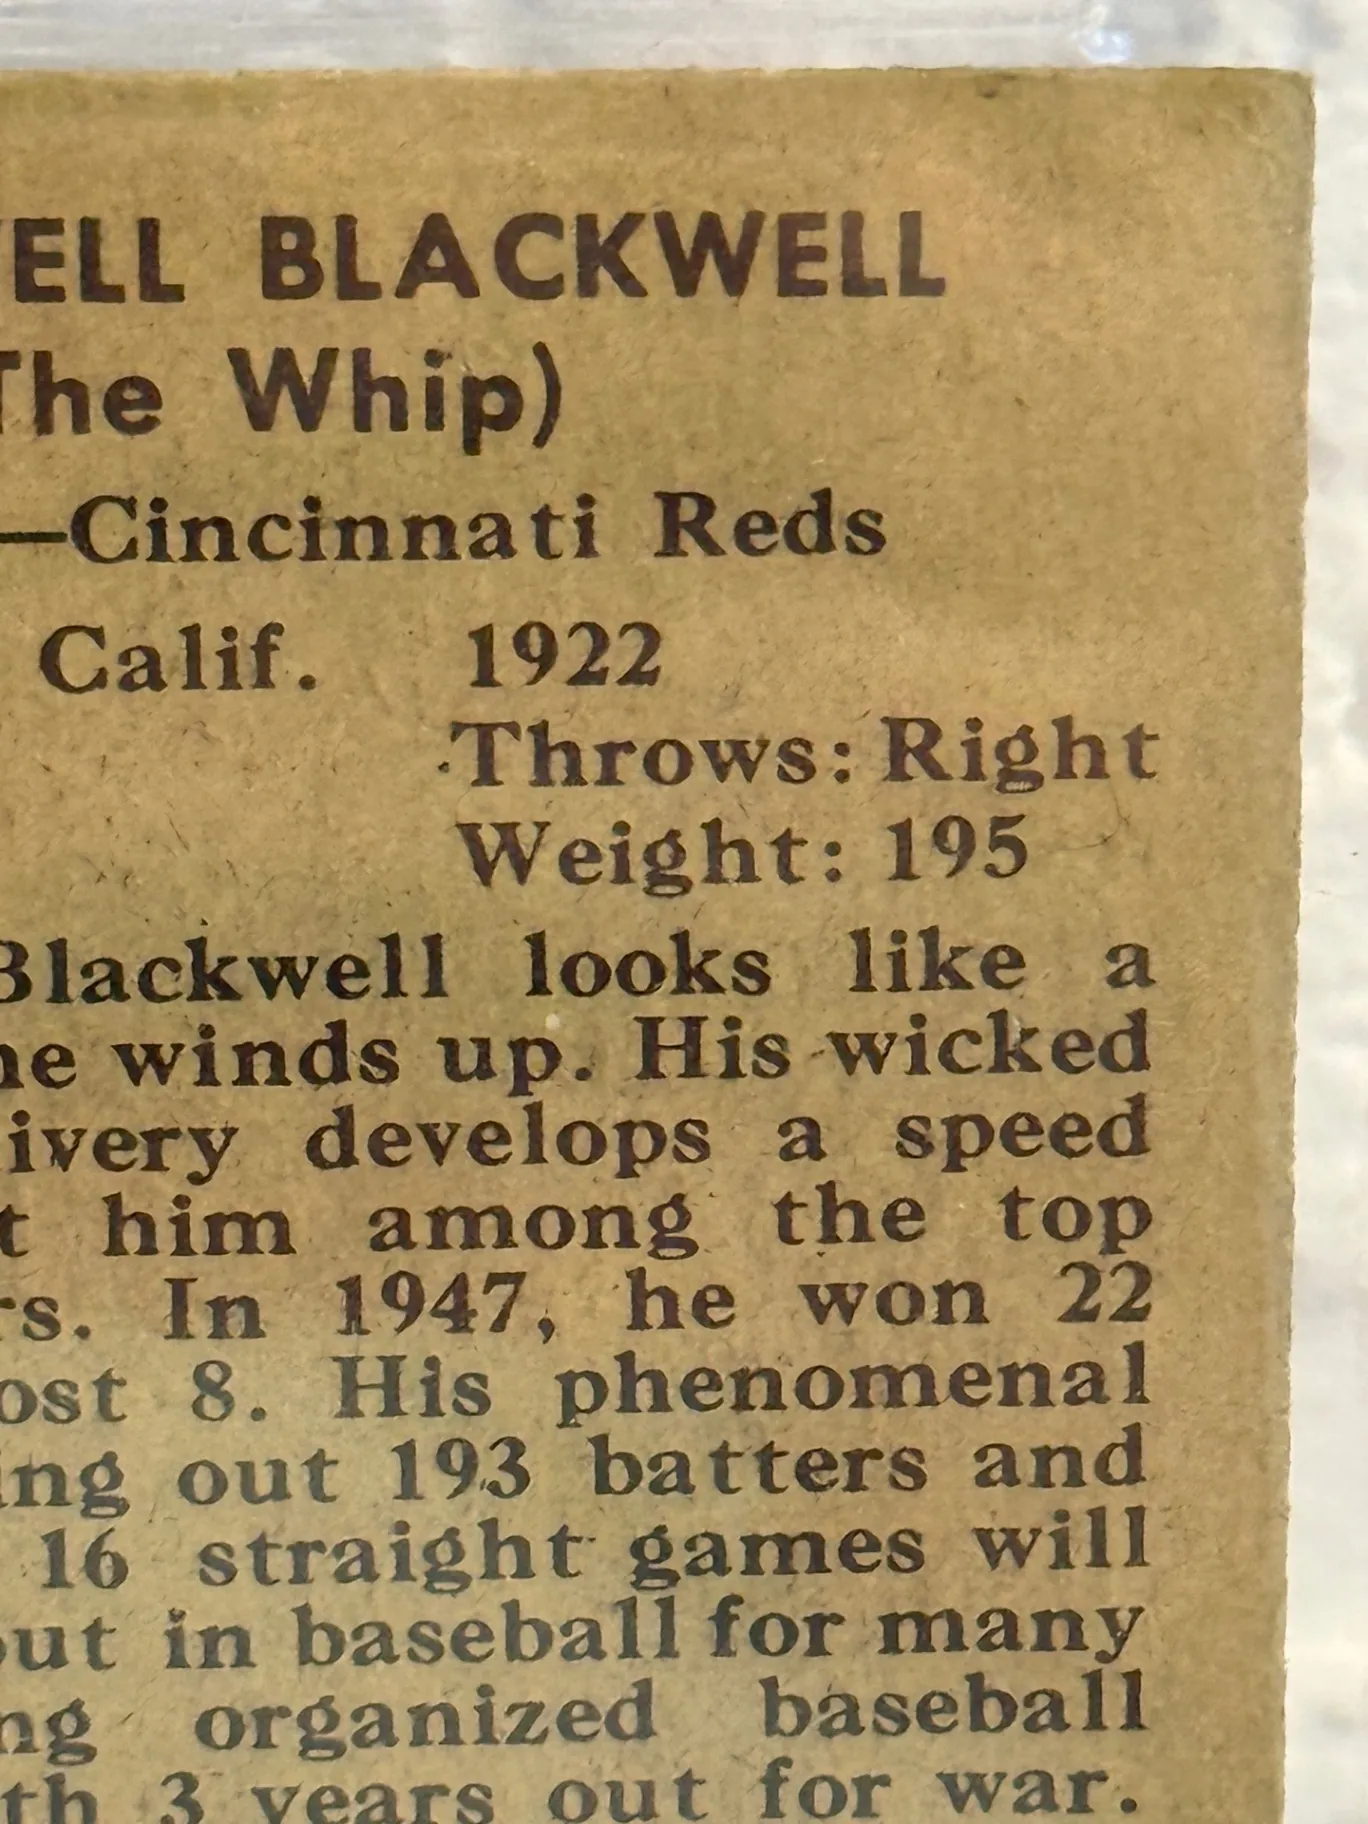 ELL BLACKWELL
The Whip)
—Cincinnati Reds
Calif. 1922
Throws: Right
Weight: 195
Blackwell looks like a
he winds up. His wicked
ivery develops a speed
t him among the top
rs. In 1947, he won 22
ost 8. His phenomenal
ing out 193 batters and
16 straight games will
out in baseball for many
ng organized baseball
th 3 years out for war.